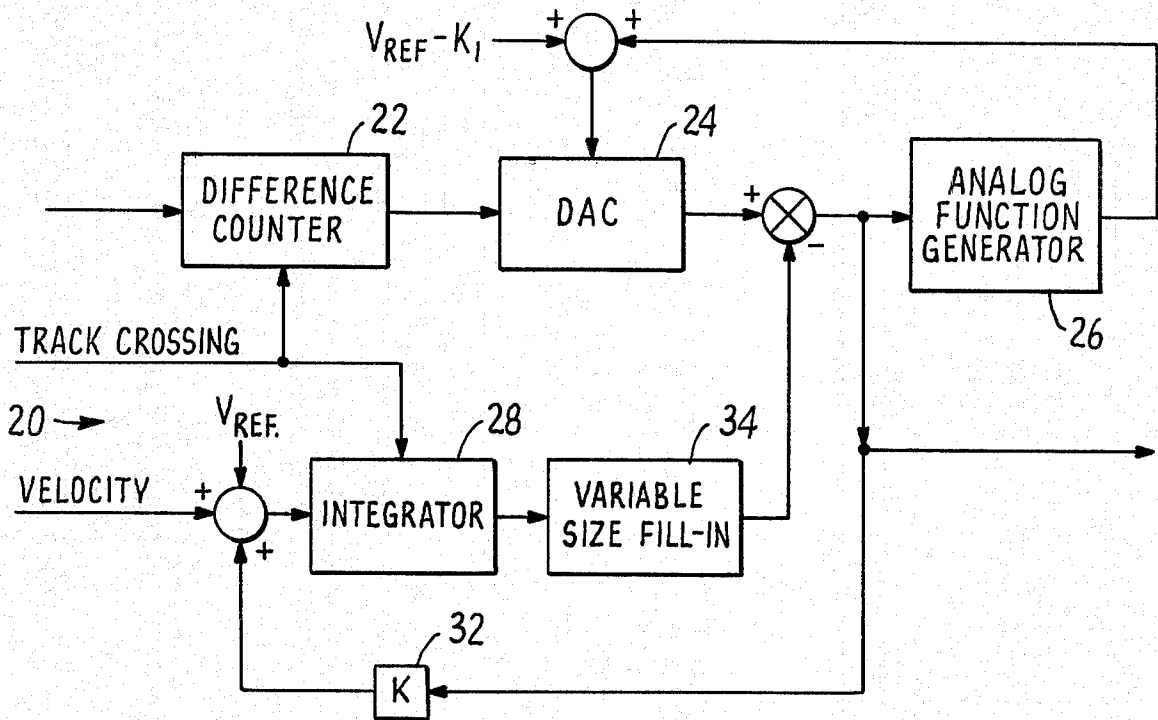 + +
V_REF - K_1
22
24
DIFFERENCE
COUNTER
DAC
+
-
ANALOG
FUNCTION
GENERATOR
26
TRACK CROSSING
20
V_REF.
28
34
VELOCITY
+
+
INTEGRATOR
VARIABLE
SIZE FILL-IN
32
K